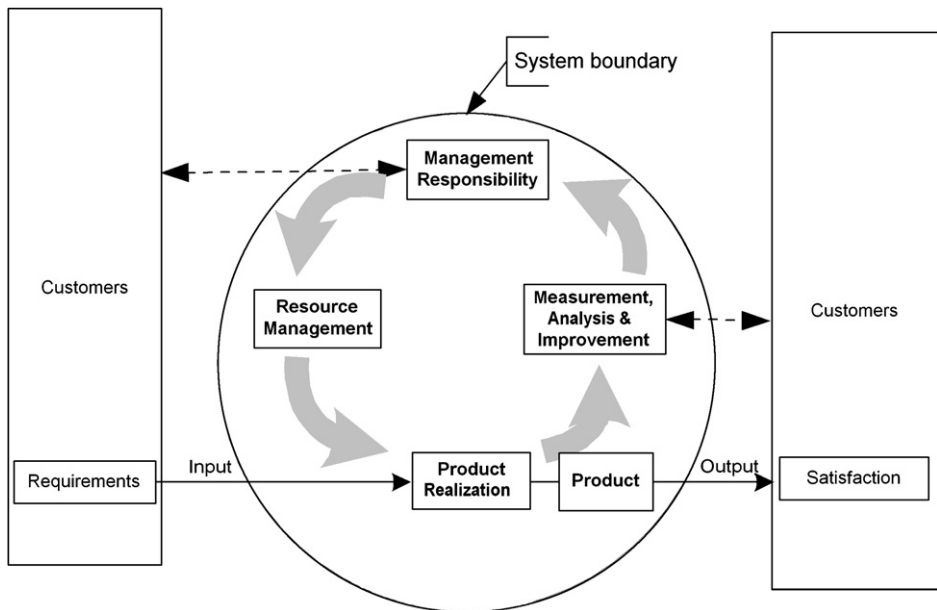 System boundary
Management
Responsibility
Customers
Resource
Management
Measurement,
Analysis &
Improvement
Customers
Requirements
Input
Product
Realization
Product
Output
Satisfaction